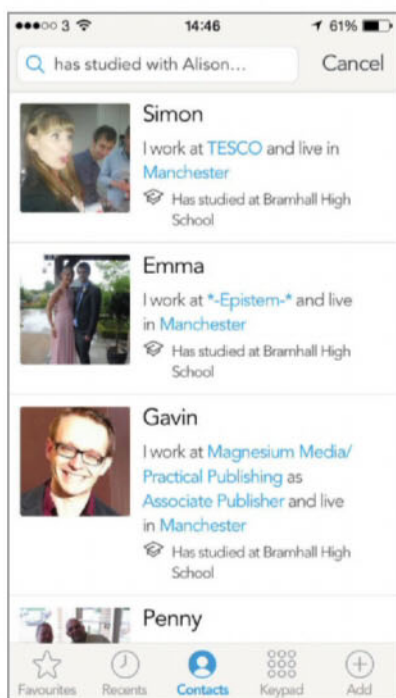 3 14:46 61%
has studied with Alison... Cancel
Simon
I work at TESCO and live in
Manchester
Has studied at Bramhall High
School
Emma
I work at *-Epistem-* and live
in Manchester
Has studied at Bramhall High
School
Gavin
I work at Magnesium Media/
Practical Publishing as
Associate Publisher and live
in Manchester
Has studied at Bramhall High
School
Penny
Favourites Recents Contacts Keypad Add